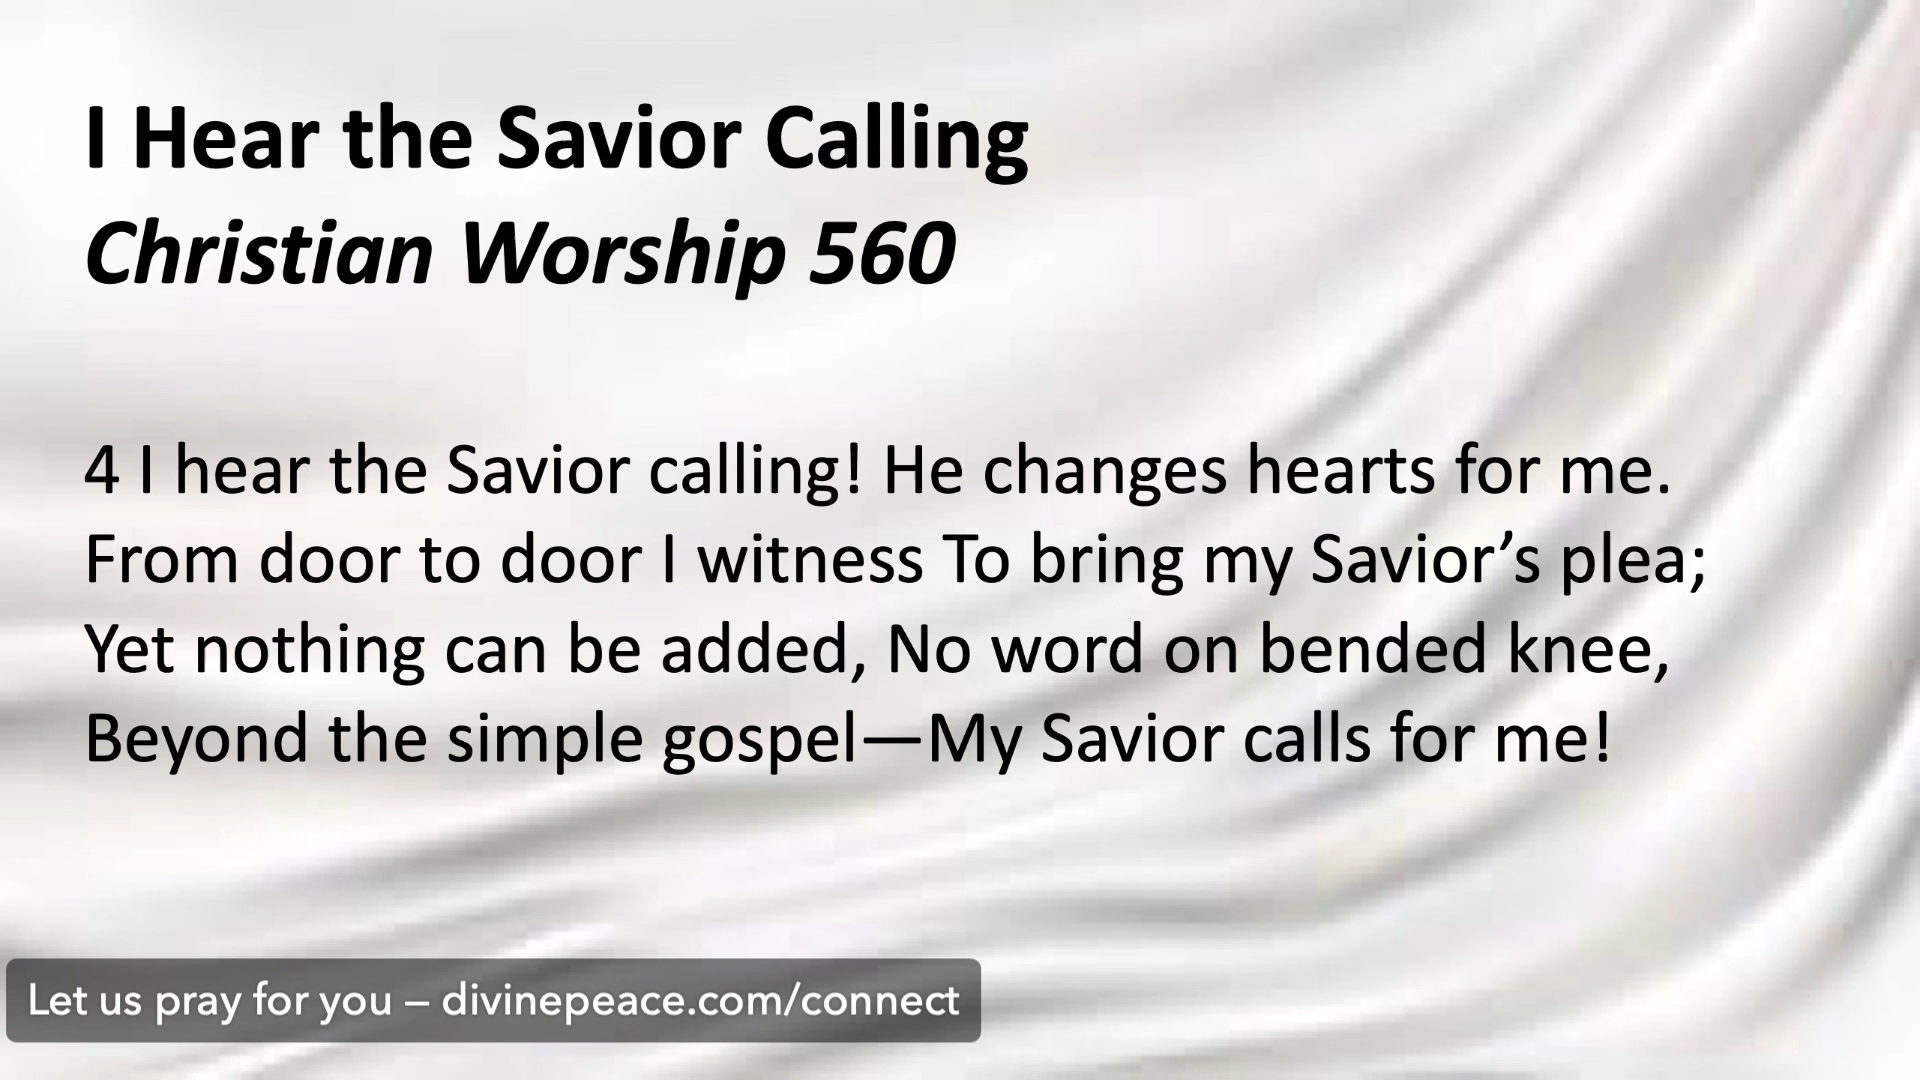 I Hear the Savior Calling
Christian Worship 560
4 I hear the Savior calling! He changes hearts for me.
From door to door I witness To bring my Savior’s plea;
Yet nothing can be added, No word on bended knee,
Beyond the simple gospel—My Savior calls for me!
Let us pray for you – divinepeace.com/connect